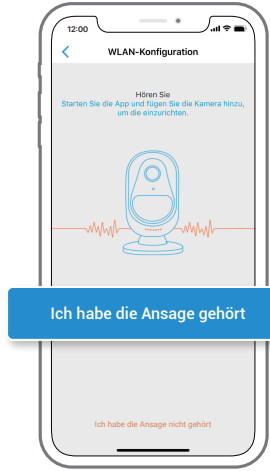 12:00
WLAN-Konfiguration
Hören Sie
Starten Sie die App und fügen Sie die Kamera hinzu,
um die einzurichten.
Ich habe die Ansage gehört
Ich habe die Ansage nicht gehört